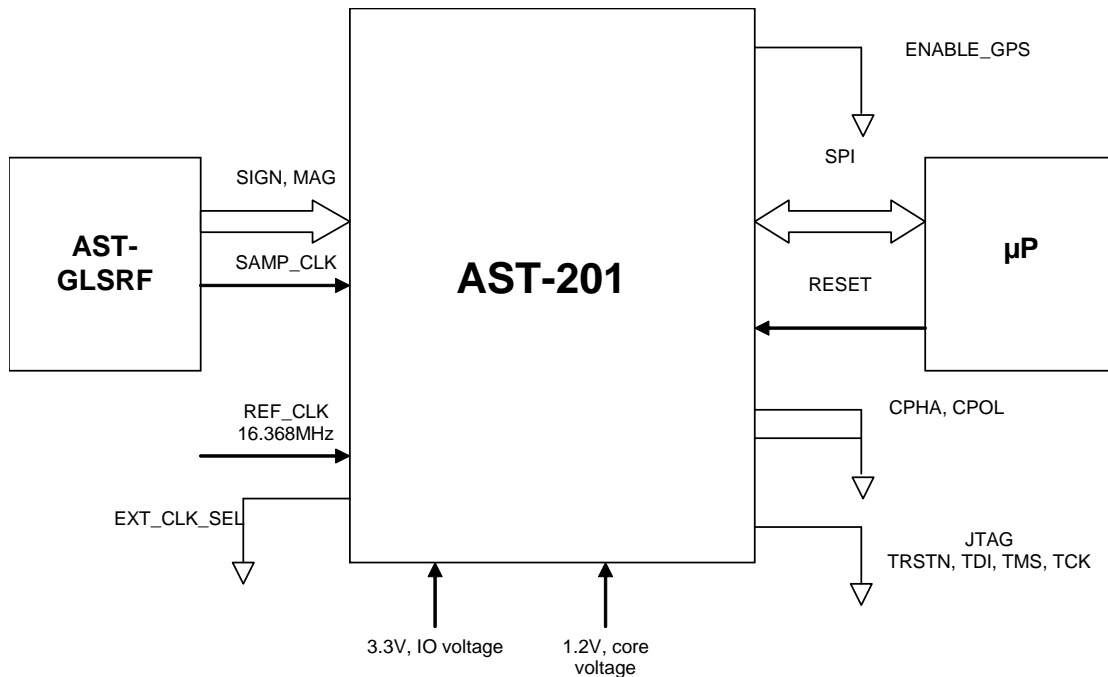 ENABLE_GPS
SPI
SIGN, MAG
AST-
GLSRF
SAMP_CLK
AST-201
µP
RESET
REF_CLK
16.368MHz
CPHA, CPOL
EXT_CLK_SEL
JTAG
TRSTN, TDI, TMS, TCK
3.3V, IO voltage
1.2V, core
voltage